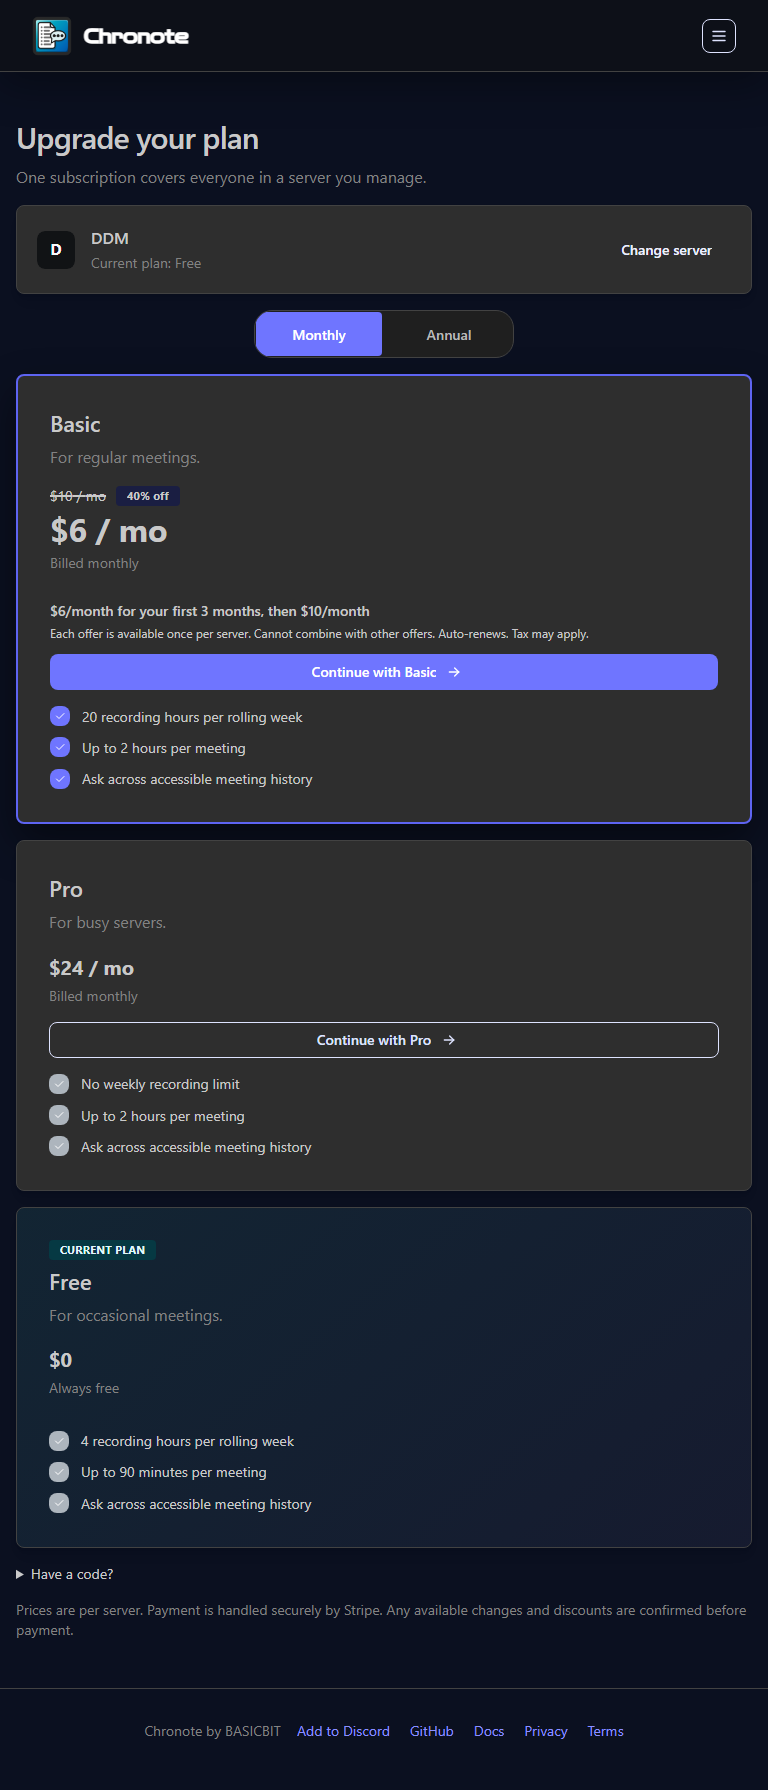 Chronote
Upgrade your plan
One subscription covers everyone in a server you manage.
D
DDM
Current plan: Free
Change server
Monthly
Annual
Basic
For regular meetings.
$10 / mo 40% off
$6 / mo
Billed monthly
$6/month for your first 3 months, then $10/month
Each offer is available once per server. Cannot combine with other offers. Auto-renews. Tax may apply.
Continue with Basic →
20 recording hours per rolling week
Up to 2 hours per meeting
Ask across accessible meeting history
Pro
For busy servers.
$24 / mo
Billed monthly
Continue with Pro →
No weekly recording limit
Up to 2 hours per meeting
Ask across accessible meeting history
CURRENT PLAN
Free
For occasional meetings.
$0
Always free
4 recording hours per rolling week
Up to 90 minutes per meeting
Ask across accessible meeting history
Have a code?
Prices are per server. Payment is handled securely by Stripe. Any available changes and discounts are confirmed before
payment.
Chronote by BASICBIT Add to Discord GitHub Docs Privacy Terms